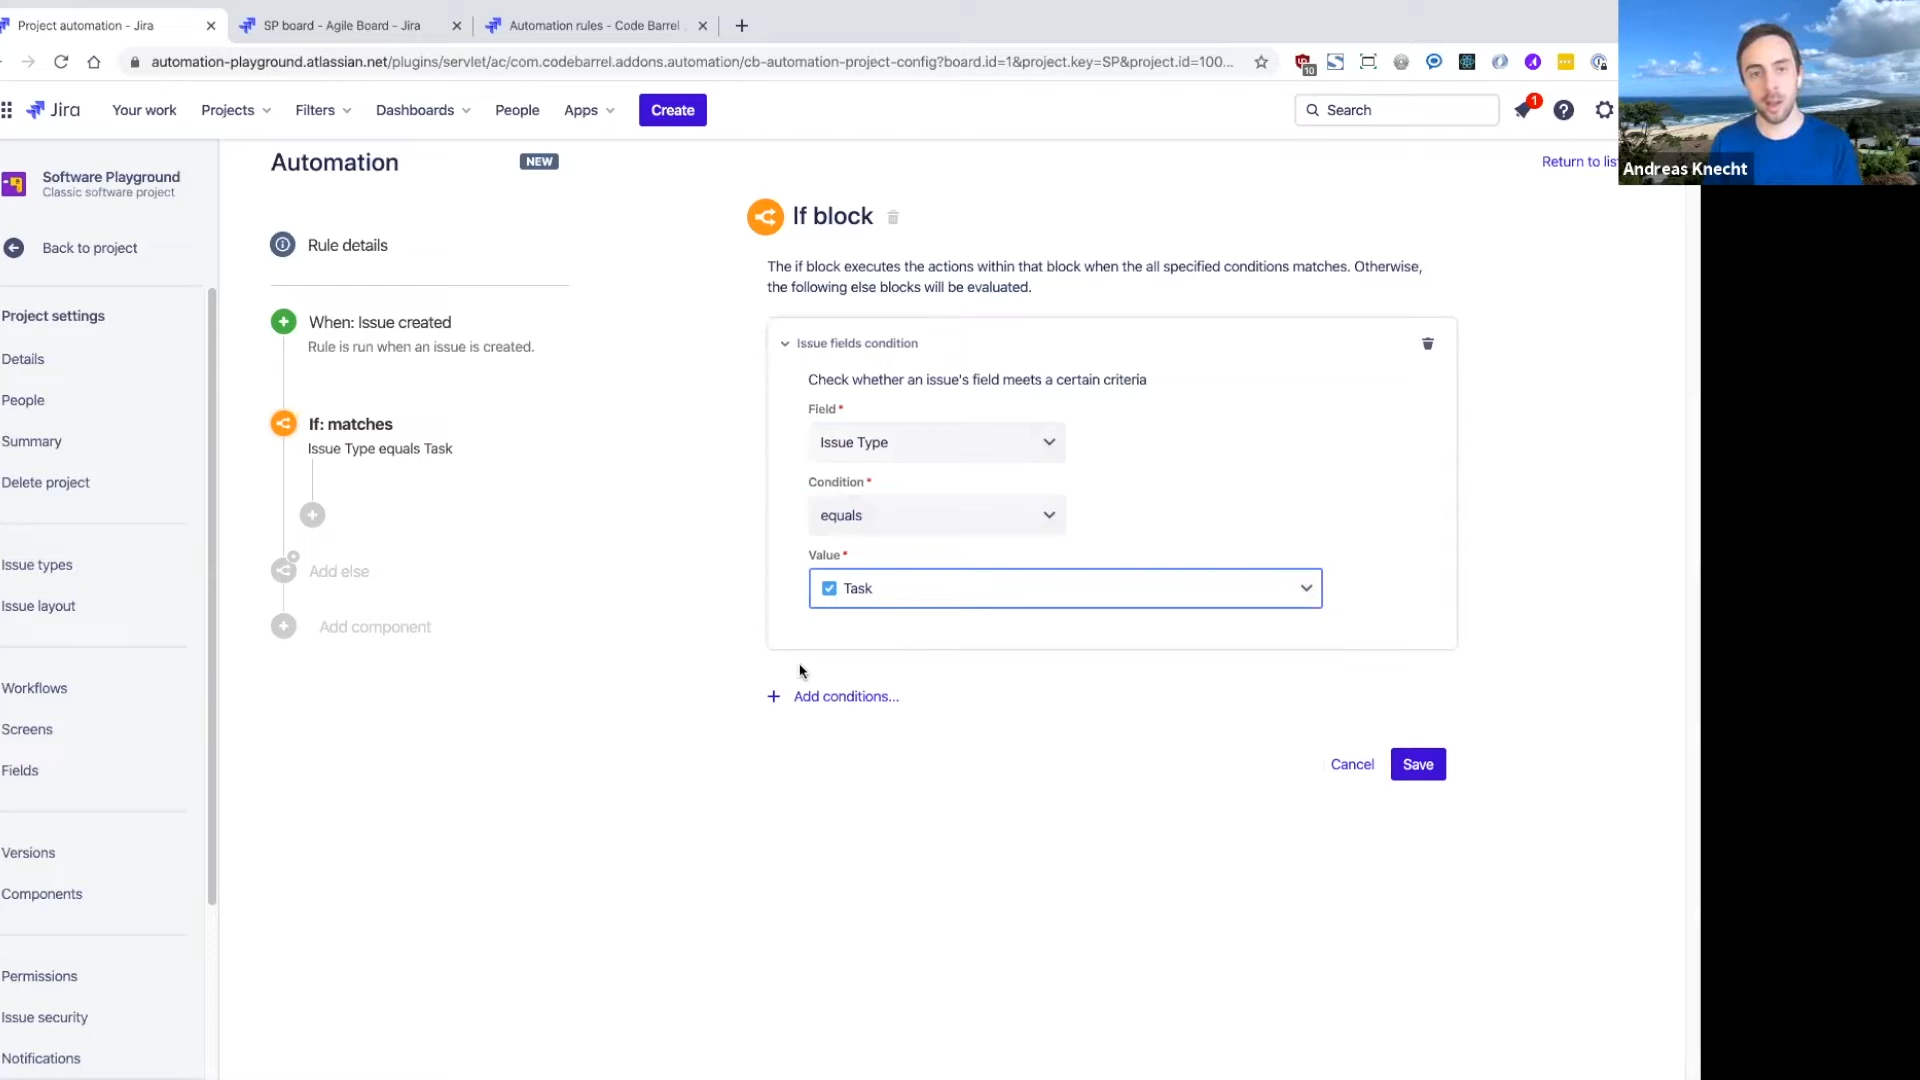 Project automation - Jira
SP board - Agile Board - Jira
Automation rules - Code Barrel
automation-playground.atlassian.net/plugins/servlet/ac/com.codebarrel.addons.automation/cb-automation-project-config?board.id=1&project.key=SP&project.id=100...
10
Jira
Your work
Projects
Filters
Dashboards
People
Apps
Create
Search
1
Andreas Knecht
Software Playground
Classic software project
Back to project
Project settings
Details
People
Summary
Delete project
Issue types
Issue layout
Workflows
Screens
Fields
Versions
Components
Permissions
Issue security
Notifications
Automation
NEW
Return to lis
Rule details
When: Issue created
Rule is run when an issue is created.
If: matches
Issue Type equals Task
Add else
Add component
If block
The if block executes the actions within that block when the all specified conditions matches. Otherwise,
the following else blocks will be evaluated.
Issue fields condition
Check whether an issue's field meets a certain criteria
Field*
Issue Type
Condition*
equals
Value*
Task
Add conditions...
Cancel
Save